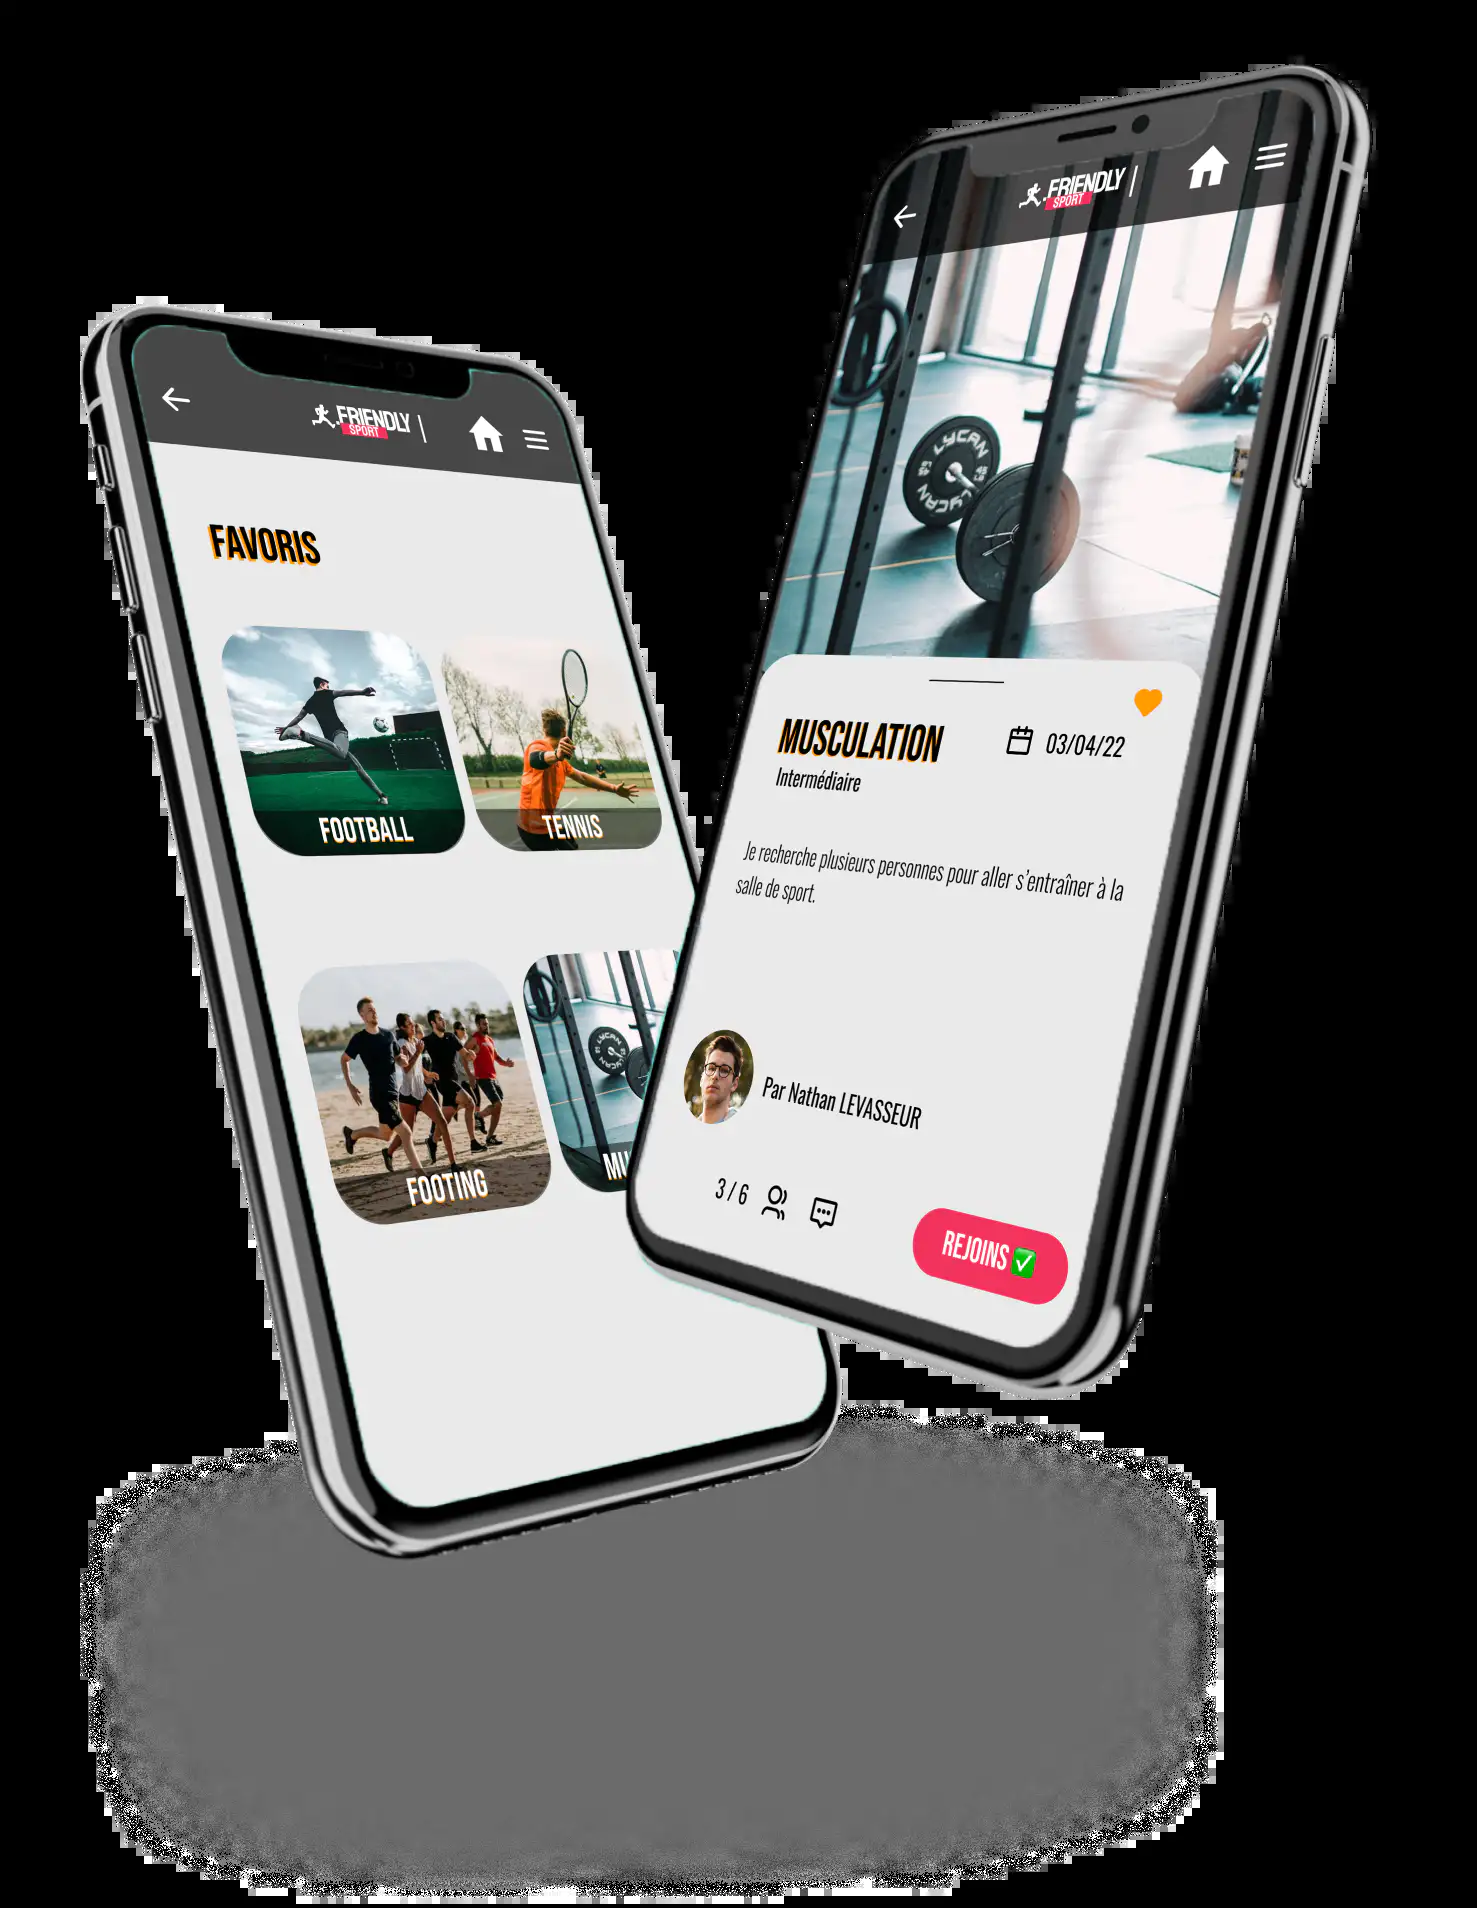 FRIENDLY
SPORT
FAVORIS
FOOTBALL
TENNIS
FOOTING
MU
FRIENDLY
SPORT
LYCAN
LYCAN
MUSCULATION
03/04/22
Intermédiaire
Je recherche plusieurs personnes pour aller s'entraîner à la
salle de sport.
Par Nathan LEVASSEUR
3 / 6
REJOINS ✅